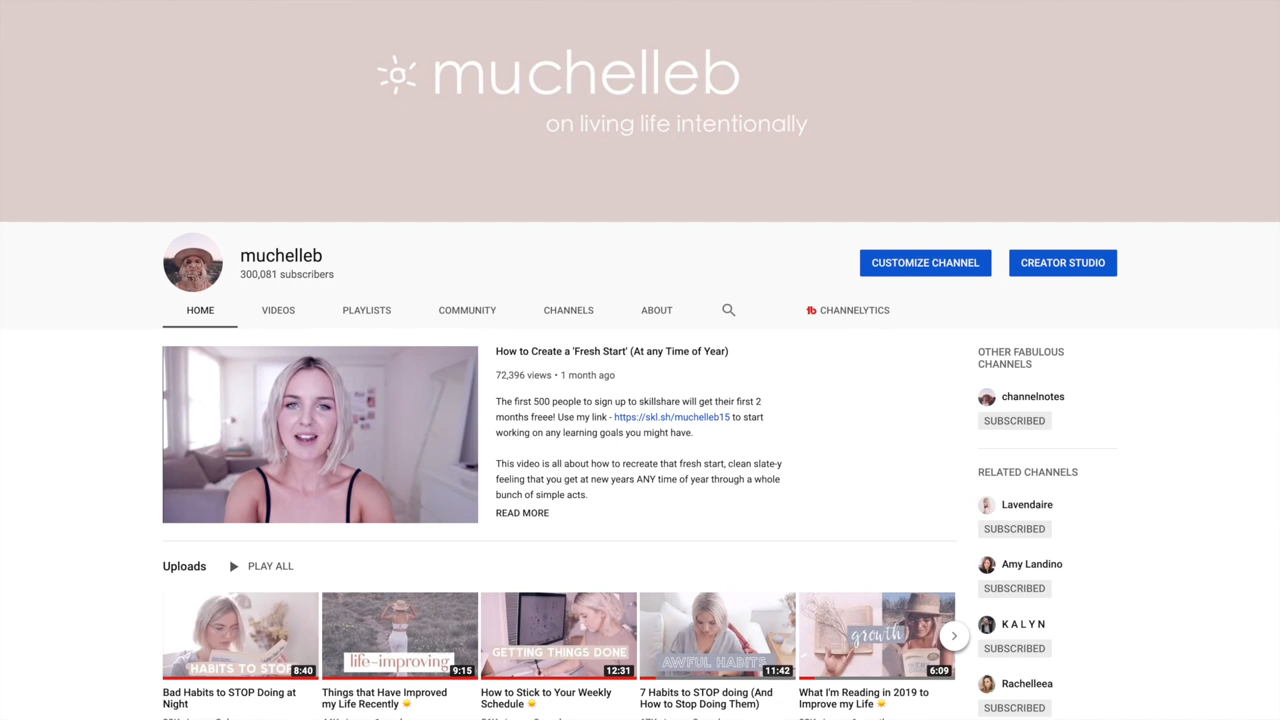 muchelleb
on living life intentionally
muchelleb
300,081 subscribers
CUSTOMIZE CHANNEL
CREATOR STUDIO
HOME
VIDEOS
PLAYLISTS
COMMUNITY
CHANNELS
ABOUT
CHANNELYTICS
How to Create a 'Fresh Start' (At any Time of Year)
72,396 views • 1 month ago
The first 500 people to sign up to skillshare will get their first 2
months freee! Use my link - https://skl.sh/muchelleb15 to start
working on any learning goals you might have.
This video is all about how to recreate that fresh start, clean slate-y
feeling that you get at new years ANY time of year through a whole
bunch of simple acts.
READ MORE
OTHER FABULOUS
CHANNELS
channelnotes
SUBSCRIBED
RELATED CHANNELS
Lavendaire
SUBSCRIBED
Amy Landino
SUBSCRIBED
K A L Y N
SUBSCRIBED
Rachelleea
SUBSCRIBED
Uploads
PLAY ALL
HABITS TO STOP
8:40
Bad Habits to STOP Doing at
Night
life-improving
9:15
Things that Have Improved
my Life Recently
GETTING THINGS DONE
12:31
How to Stick to Your Weekly
Schedule
AWFUL HABITS
11:42
7 Habits to STOP doing (And
How to Stop Doing Them)
growth
6:09
What I'm Reading in 2019 to
Improve my Life